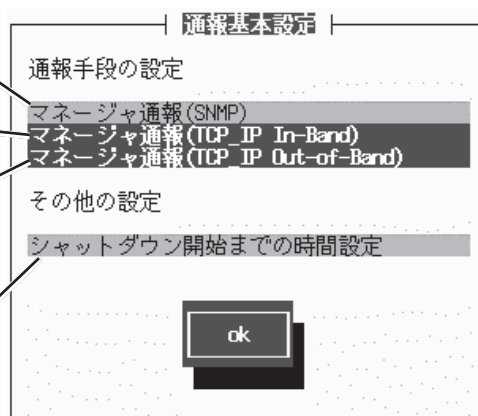 通報基本設定
通報手段の設定
マネージャ通報(SNMP)
マネージャ通報(TCP_IP In-Band)
マネージャ通報(TCP_IP Out-of-Band)
その他の設定
シャットダウン開始までの時間設定
ok